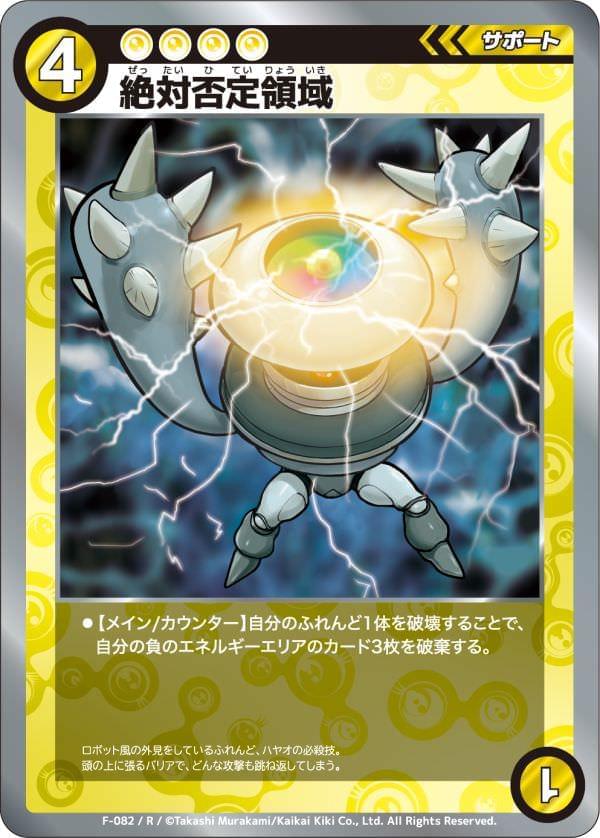 4
サポート
ぜったいひていりょういき
絶対否定領域
●【メイン/カウンター】自分のふれんど1体を破壊することで、
自分の負のエネルギーエリアのカード3枚を破棄する。
ロボット風の外見をしているふれんど、ハヤオの必殺技。
頭の上に張るバリアで、どんな攻撃も跳ね返してしまう。
1
F-082 / R / ©Takashi Murakami/Kaikai Kiki Co., Ltd. All Rights Reserved.